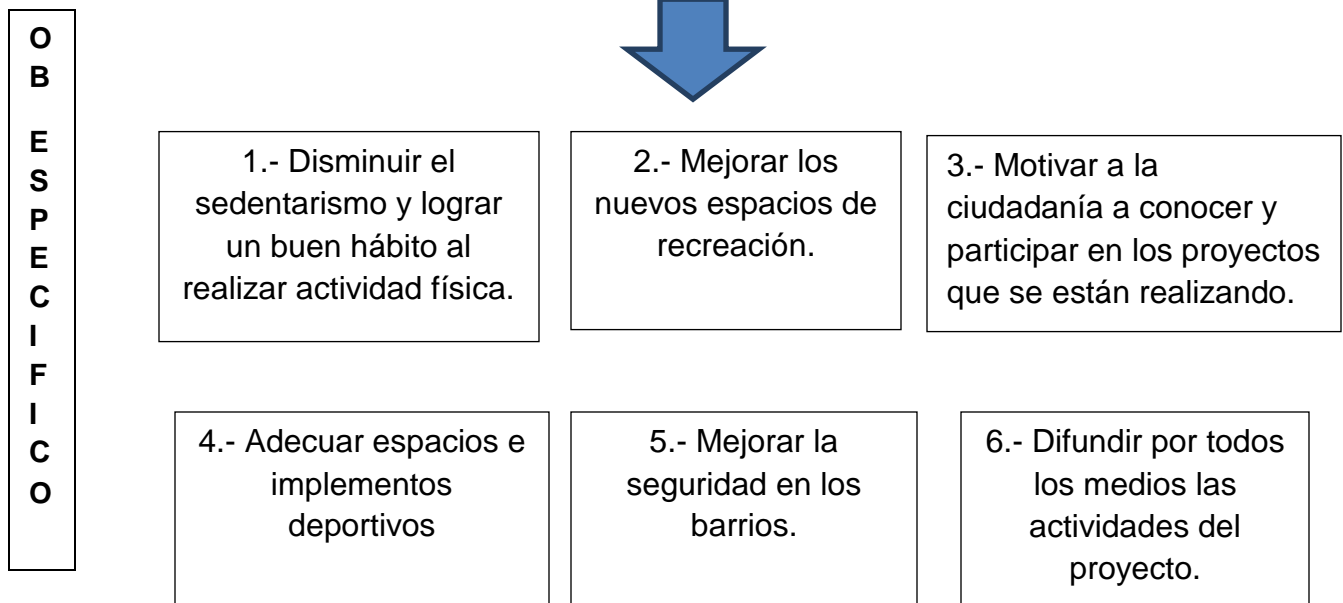 OB ESPECIFICO
1.- Disminuir el
sedentarismo y lograr
un buen hábito al
realizar actividad física.
2.- Mejorar los
nuevos espacios de
recreación.
3.- Motivar a la
ciudadanía a conocer y
participar en los proyectos
que se están realizando.
4.- Adecuar espacios e
implementos
deportivos
5.- Mejorar la
seguridad en los
barrios.
6.- Difundir por todos
los medios las
actividades del
proyecto.